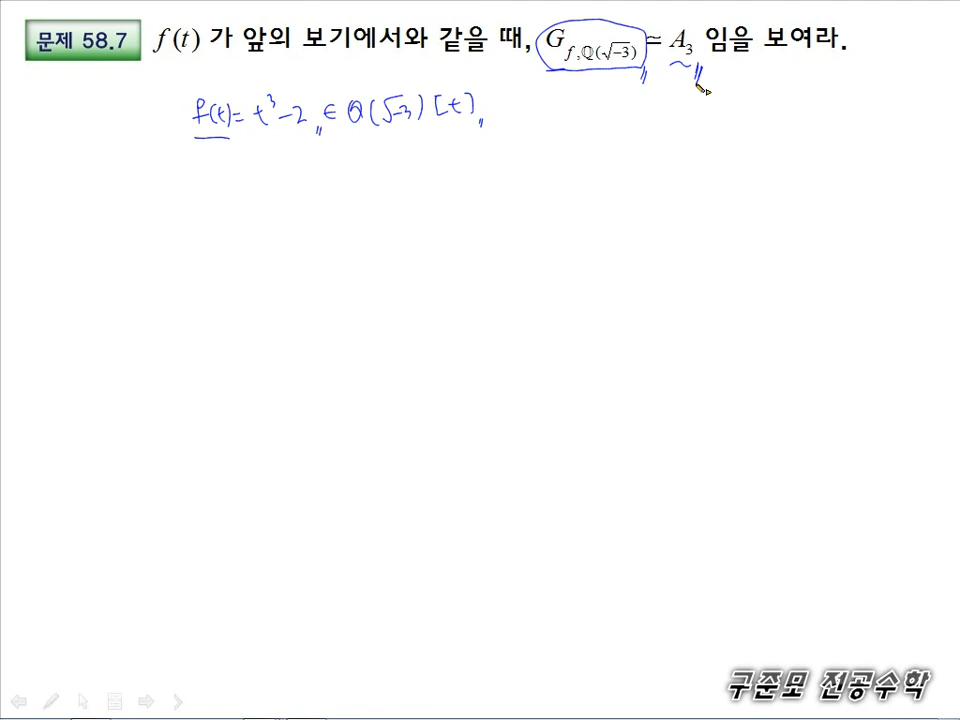 문제 58.7 f(t) 가 앞의 보기에서와 같을 때, G_{f,ℚ(√−3)} ≃ A₃ 임을 보여라.
f(t) = t³ − 2 ∈ ℚ(√−3)[t]
구준모 전공수학